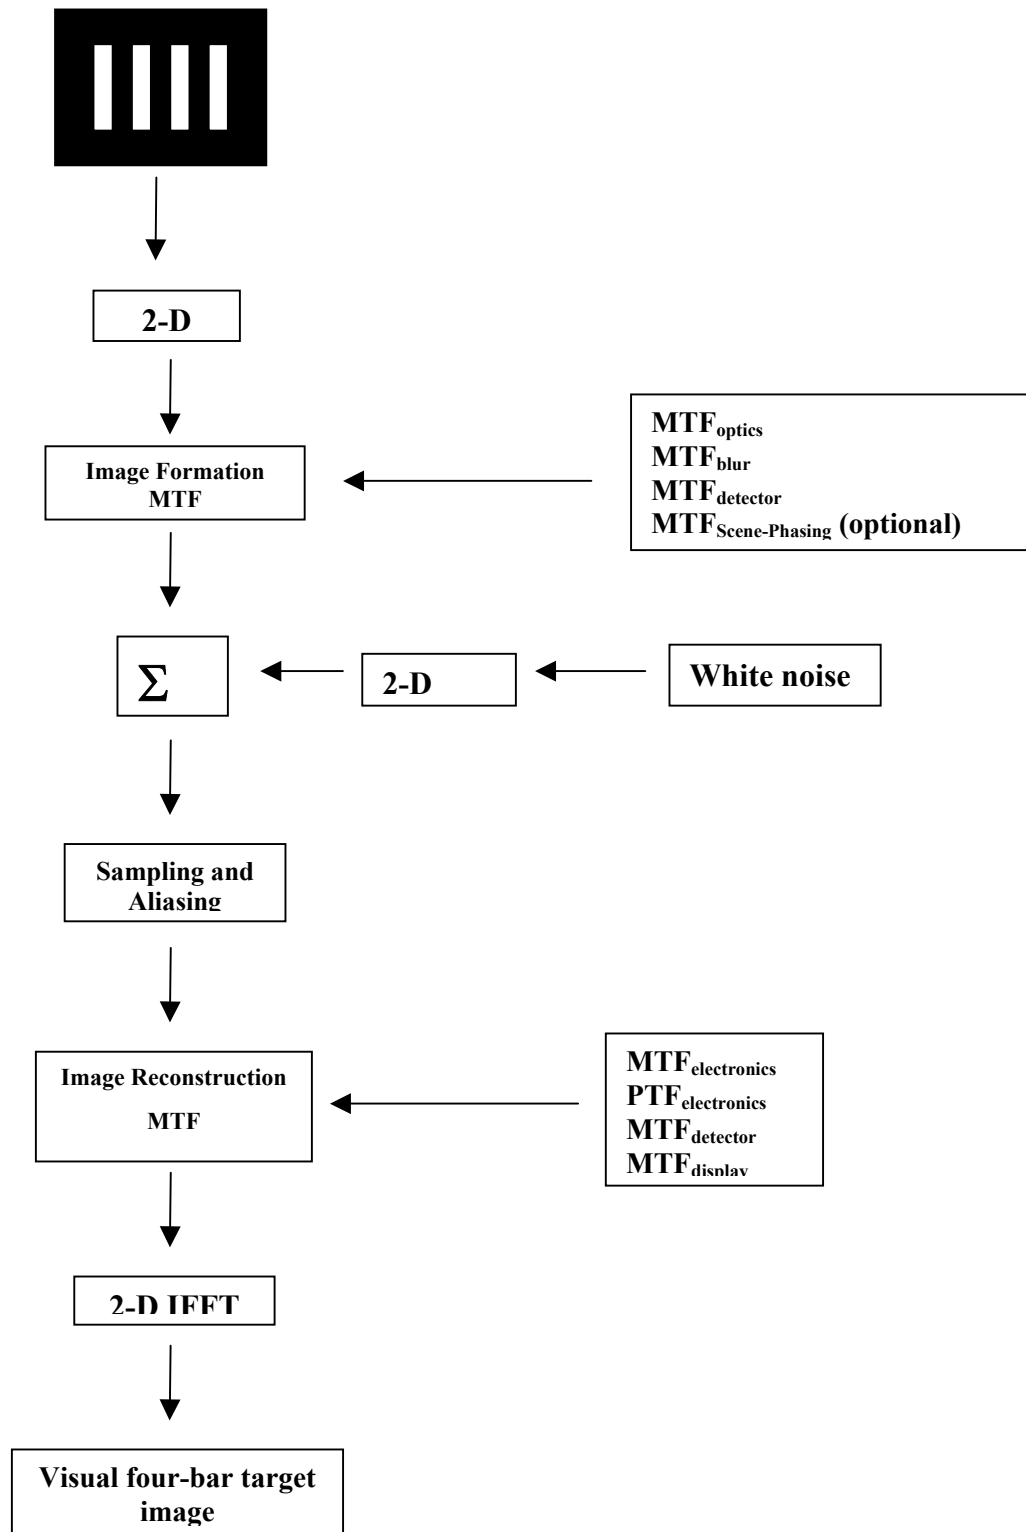 2-D
Image Formation
MTF
MTFoptics
MTFblur
MTFdetector
MTFScene-Phasing (optional)
Σ
2-D
White noise
Sampling and
Aliasing
Image Reconstruction
MTF
MTFelectronics
PTFelectronics
MTFdetector
MTFdisplay
2-D IFFT
Visual four-bar target
image